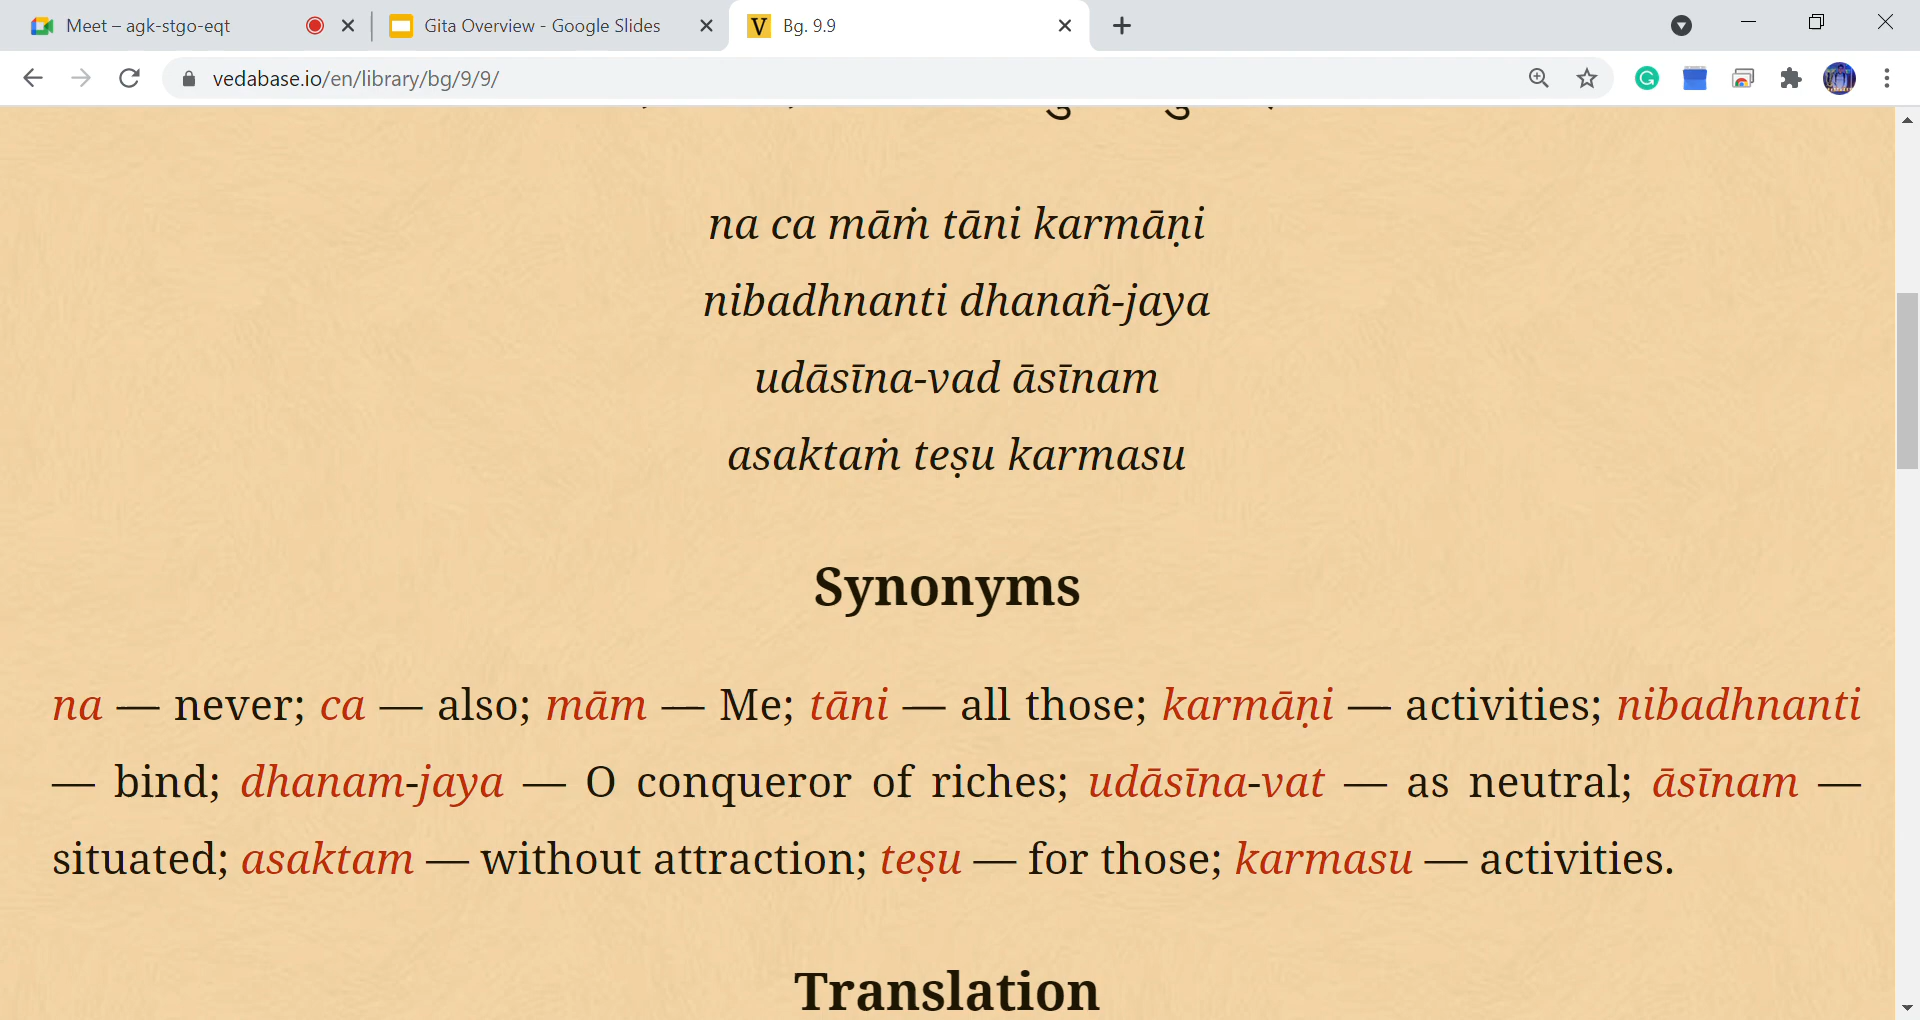 Meet – agk-stgo-eqt
Gita Overview - Google Slides
V Bg. 9.9
vedabase.io/en/library/bg/9/9/
na ca māṁ tāni karmāṇi
nibadhnanti dhanañ-jaya
udāsīna-vad āsīnam
asaktaṁ teṣu karmasu
Synonyms
na — never; ca — also; mām — Me; tāni — all those; karmāṇi — activities; nibadhnanti
— bind; dhanam-jaya — O conqueror of riches; udāsīna-vat — as neutral; āsīnam —
situated; asaktam — without attraction; teṣu — for those; karmasu — activities.
Translation